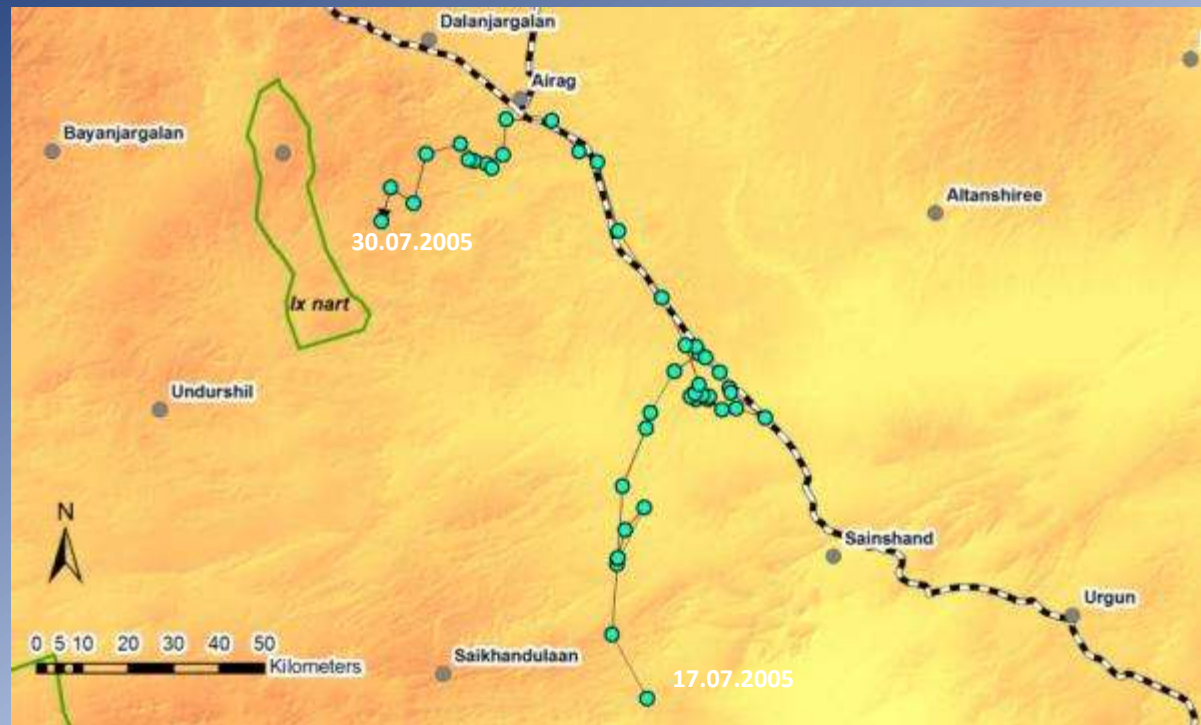 Dalanjargalan
Airag
Bayanjargalan
Altanshiree
30.07.2005
Ix nart
Undurshil
N
Sainshand
Urgun
0 5 10 20 30 40 50
Kilometers
Saikhandulaan
17.07.2005